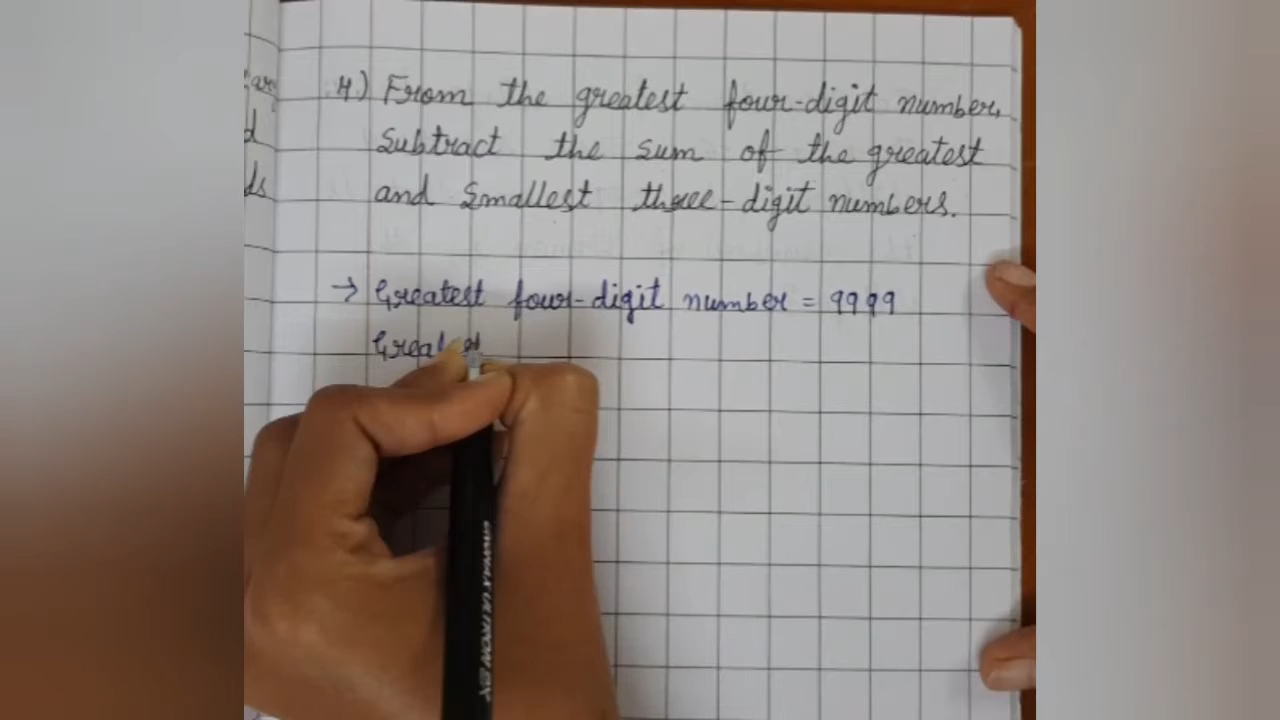 4) From the greatest four-digit number,
Subtract the sum of the greatest
and Smallest three-digit numbers.
→ Greatest four-digit number = 9999